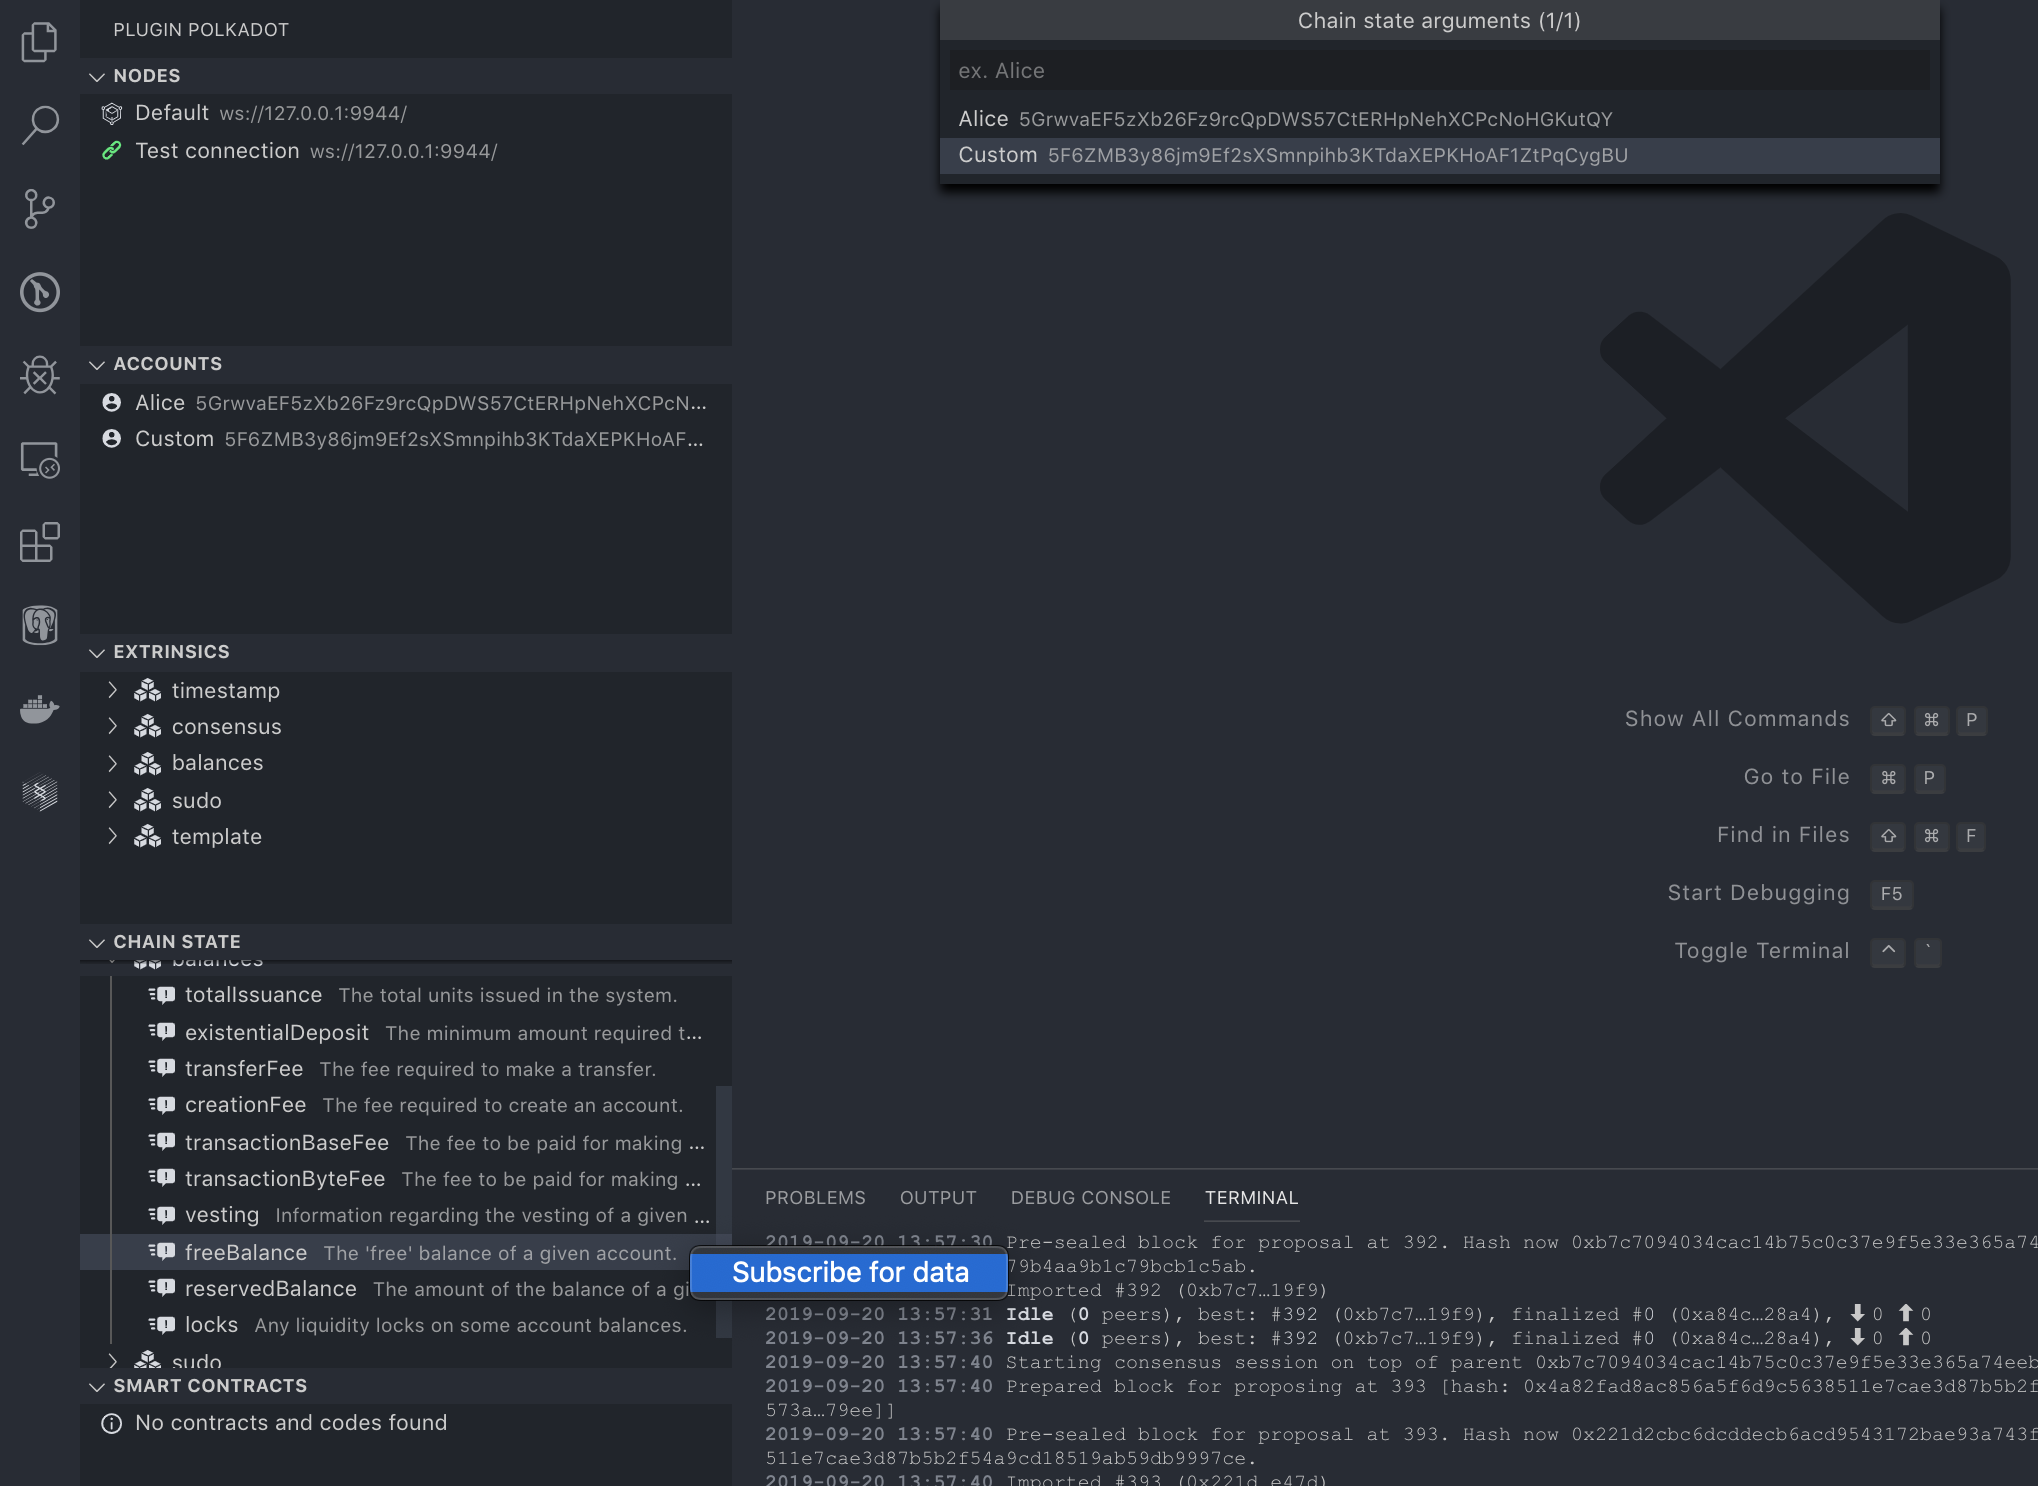 PLUGIN POLKADOT
NODES
Default ws://127.0.0.1:9944/
Test connection ws://127.0.0.1:9944/
ACCOUNTS
Alice 5GrwvaEF5zXb26Fz9rcQpDWS57CtERHpNehXCPcN...
Custom 5F6ZMB3y86jm9Ef2sXSmnpihb3KTdaXEPKHoAF...
EXTRINSICS
timestamp
consensus
balances
sudo
template
CHAIN STATE
balances
totalIssuance The total units issued in the system.
existentialDeposit The minimum amount required t...
transferFee The fee required to make a transfer.
creationFee The fee required to create an account.
transactionBaseFee The fee to be paid for making ...
transactionByteFee The fee to be paid for making ...
vesting Information regarding the vesting of a given ...
freeBalance The 'free' balance of a given account.
reservedBalance The amount of the balance of a gi
locks Any liquidity locks on some account balances.
sudo
SMART CONTRACTS
No contracts and codes found
Subscribe for data
Chain state arguments (1/1)
ex. Alice
Alice 5GrwvaEF5zXb26Fz9rcQpDWS57CtERHpNehXCPcNoHGKutQY
Custom 5F6ZMB3y86jm9Ef2sXSmnpihb3KTdaXEPKHoAF1ZtPqCygBU
Show All Commands ⇧ ⌘ P
Go to File ⌘ P
Find in Files ⇧ ⌘ F
Start Debugging F5
Toggle Terminal ^ `
PROBLEMS OUTPUT DEBUG CONSOLE TERMINAL
2019-09-20 13:57:30 Pre-sealed block for proposal at 392. Hash now 0xb7c7094034cac14b75c0c37e9f5e33e365a74
79b4aa9b1c79bcb1c5ab.
Imported #392 (0xb7c7…19f9)
2019-09-20 13:57:31 Idle (0 peers), best: #392 (0xb7c7…19f9), finalized #0 (0xa84c…28a4), ⬇ 0 ⬆ 0
2019-09-20 13:57:36 Idle (0 peers), best: #392 (0xb7c7…19f9), finalized #0 (0xa84c…28a4), ⬇ 0 ⬆ 0
2019-09-20 13:57:40 Starting consensus session on top of parent 0xb7c7094034cac14b75c0c37e9f5e33e365a74eeb
2019-09-20 13:57:40 Prepared block for proposing at 393 [hash: 0x4a82fad8ac856a5f6d9c5638511e7cae3d87b5b2f
573a…79ee]]
2019-09-20 13:57:40 Pre-sealed block for proposal at 393. Hash now 0x221d2cbc6dcddecb6acd9543172bae93a743f
511e7cae3d87b5b2f54a9cd18519ab59db9997ce.
2019-09-20 13:57:40 Imported #393 (0x221d…e47d)